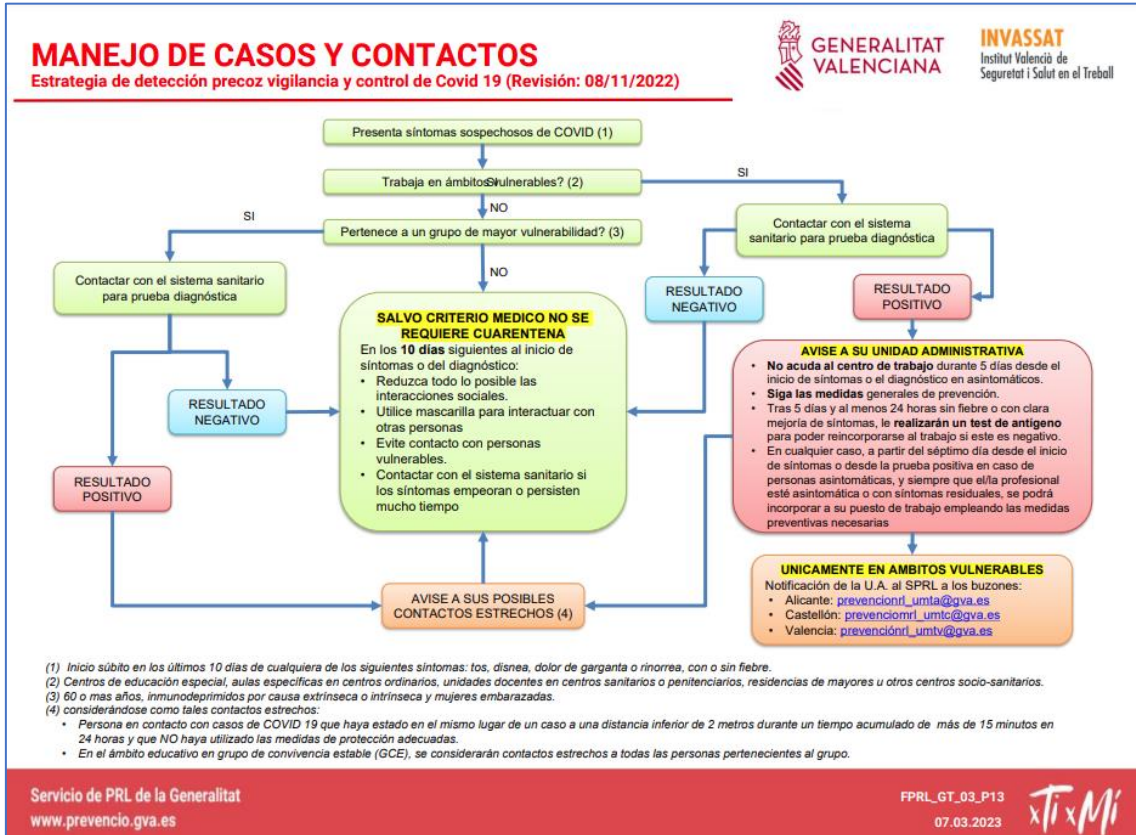 MANEJO DE CASOS Y CONTACTOS
Estrategia de detección precoz vigilancia y control de Covid 19 (Revisión: 08/11/2022)
GENERALITAT
VALENCIANA
INVASSAT
Institut Valencià de
Seguretat i Salut en el Treball
Presenta síntomas sospechosos de COVID (1)
Trabaja en ámbitos vulnerables? (2)
SI
NO
SI
Pertenece a un grupo de mayor vulnerabilidad? (3)
Contactar con el sistema
sanitario para prueba diagnóstica
Contactar con el sistema sanitario
para prueba diagnóstica
NO
RESULTADO
NEGATIVO
RESULTADO
POSITIVO
SALVO CRITERIO MEDICO NO SE
REQUIERE CUARENTENA
En los 10 días siguientes al inicio de
síntomas o del diagnóstico:
• Reduzca todo lo posible las
interacciones sociales.
• Utilice mascarilla para interactuar con
otras personas
• Evite contacto con personas
vulnerables.
• Contactar con el sistema sanitario si
los síntomas empeoran o persisten
mucho tiempo
AVISE A SU UNIDAD ADMINISTRATIVA
• No acuda al centro de trabajo durante 5 días desde el
inicio de síntomas o el diagnóstico en asintomáticos.
• Siga las medidas generales de prevención.
• Tras 5 días y al menos 24 horas sin fiebre o con clara
mejoría de síntomas, le realizarán un test de antígeno
para poder reincorporarse al trabajo si este es negativo.
• En cualquier caso, a partir del séptimo día desde el inicio
de síntomas o desde la prueba positiva en caso de
personas asintomáticas, y siempre que el/la profesional
esté asintomática o con síntomas residuales, se podrá
incorporar a su puesto de trabajo empleando las medidas
preventivas necesarias
RESULTADO
NEGATIVO
RESULTADO
POSITIVO
AVISE A SUS POSIBLES
CONTACTOS ESTRECHOS (4)
UNICAMENTE EN AMBITOS VULNERABLES
Notificación de la U.A. al SPRL a los buzones:
• Alicante: prevencionrl_umta@gva.es
• Castellón: prevenciomrl_umtc@gva.es
• Valencia: prevenciónrl_umtv@gva.es
(1) Inicio súbito en los últimos 10 días de cualquiera de los siguientes síntomas: tos, disnea, dolor de garganta o rinorrea, con o sin fiebre.
(2) Centros de educación especial, aulas específicas en centros ordinarios, unidades docentes en centros sanitarios o penitenciarios, residencias de mayores u otros centros socio-sanitarios.
(3) 60 o mas años, inmunodeprimidos por causa extrínseca o intrínseca y mujeres embarazadas.
(4) considerándose como tales contactos estrechos:
• Persona en contacto con casos de COVID 19 que haya estado en el mismo lugar de un caso a una distancia inferior de 2 metros durante un tiempo acumulado de más de 15 minutos en
24 horas y que NO haya utilizado las medidas de protección adecuadas.
• En el ámbito educativo en grupo de convivencia estable (GCE), se considerarán contactos estrechos a todas las personas pertenecientes al grupo.
Servicio de PRL de la Generalitat
www.prevencio.gva.es
FPRL_GT_03_P13
07.03.2023
xTi xMí